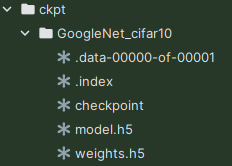 ckpt
GoogleNet_cifar10
.data-00000-of-00001
.index
checkpoint
model.h5
weights.h5